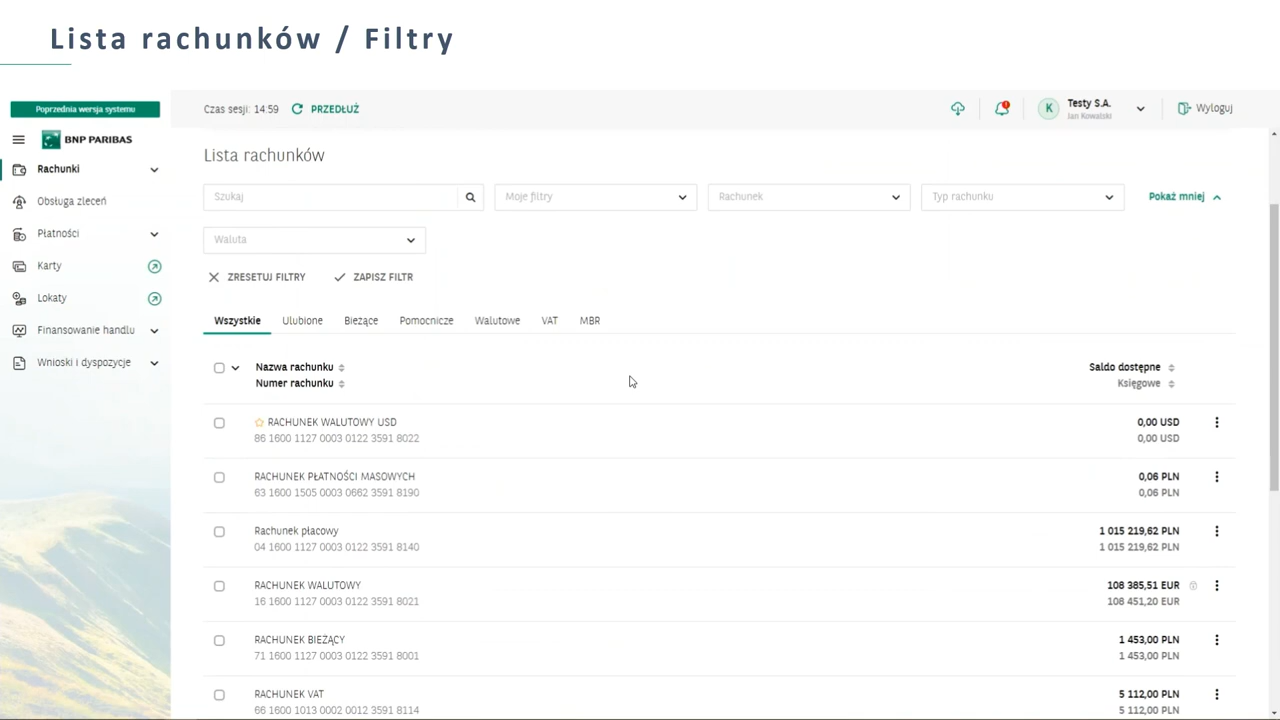 Lista rachunków / Filtry
Poprzednia wersja systemu
Czas sesji: 14:59 PRZEDŁUŻ
K Testy S.A.
Jan Kowalski
Wyloguj
BNP PARIBAS
Rachunki
Obsługa zleceń
Płatności
Karty
Lokaty
Finansowanie handlu
Wnioski i dyspozycje
Lista rachunków
Szukaj Moje filtry Rachunek Typ rachunku Pokaż mniej
Waluta
ZRESETUJ FILTRY ZAPISZ FILTR
Wszystkie Ulubione Bieżące Pomocnicze Walutowe VAT MBR
Nazwa rachunku Saldo dostępne
Numer rachunku Księgowe
RACHUNEK WALUTOWY USD 0,00 USD
86 1600 1127 0003 0122 3591 8022 0,00 USD
RACHUNEK PŁATNOŚCI MASOWYCH 0,06 PLN
63 1600 1505 0003 0662 3591 8190 0,06 PLN
Rachunek płacowy 1 015 219,62 PLN
04 1600 1127 0003 0122 3591 8140 1 015 219,62 PLN
RACHUNEK WALUTOWY 108 385,51 EUR
16 1600 1127 0003 0122 3591 8021 108 451,20 EUR
RACHUNEK BIEŻĄCY 1 453,00 PLN
71 1600 1127 0003 0122 3591 8001 1 453,00 PLN
RACHUNEK VAT 5 112,00 PLN
66 1600 1013 0002 0012 3591 8114 5 112,00 PLN